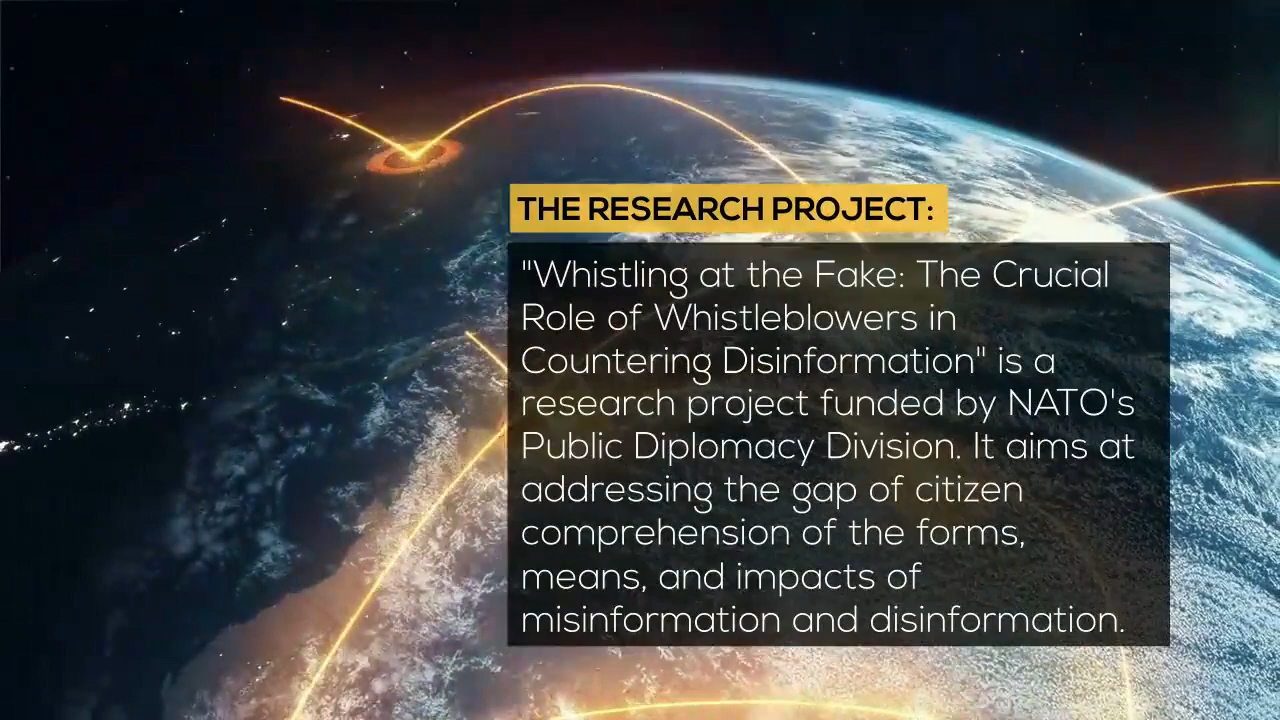 THE RESEARCH PROJECT:
"Whistling at the Fake: The Crucial
Role of Whistleblowers in
Countering Disinformation" is a
research project funded by NATO's
Public Diplomacy Division. It aims at
addressing the gap of citizen
comprehension of the forms,
means, and impacts of
misinformation and disinformation.